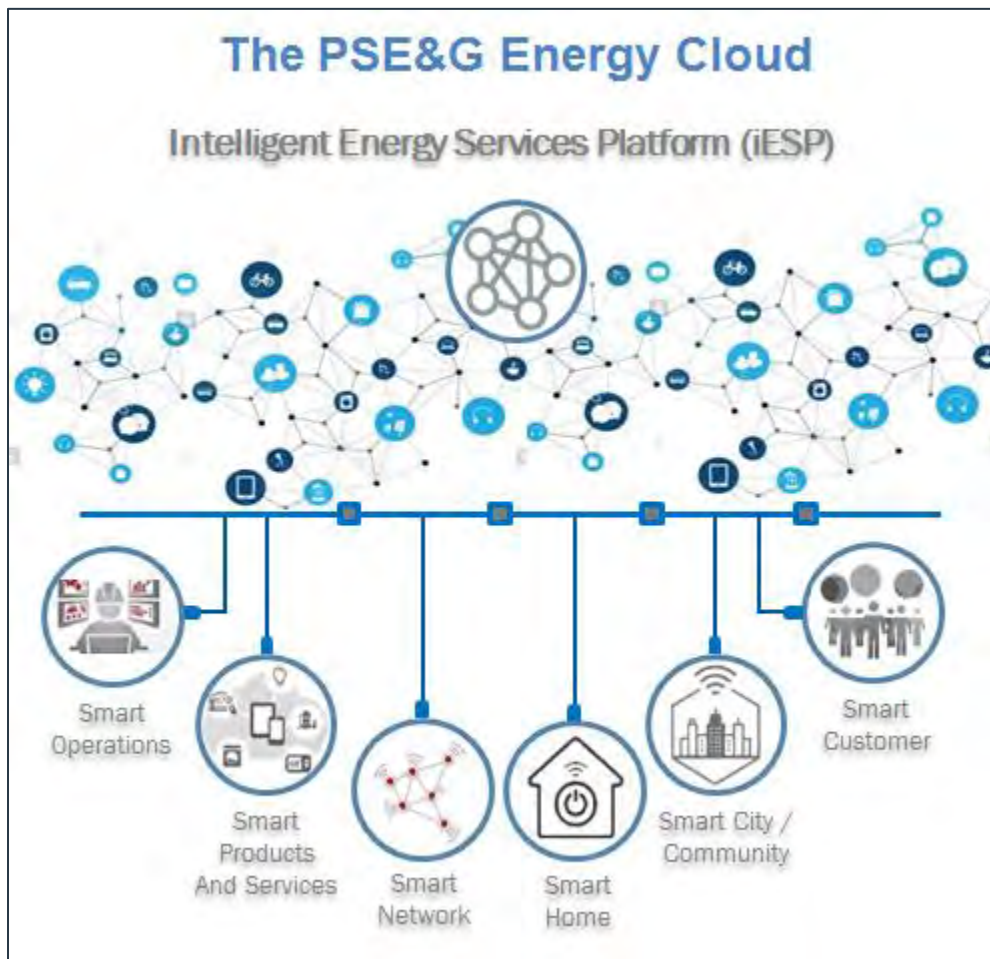 The PSE&G Energy Cloud
Intelligent Energy Services Platform (iESP)
Smart
Operations
Smart
Products
And Services
Smart
Network
Smart
Home
Smart City /
Community
Smart
Customer